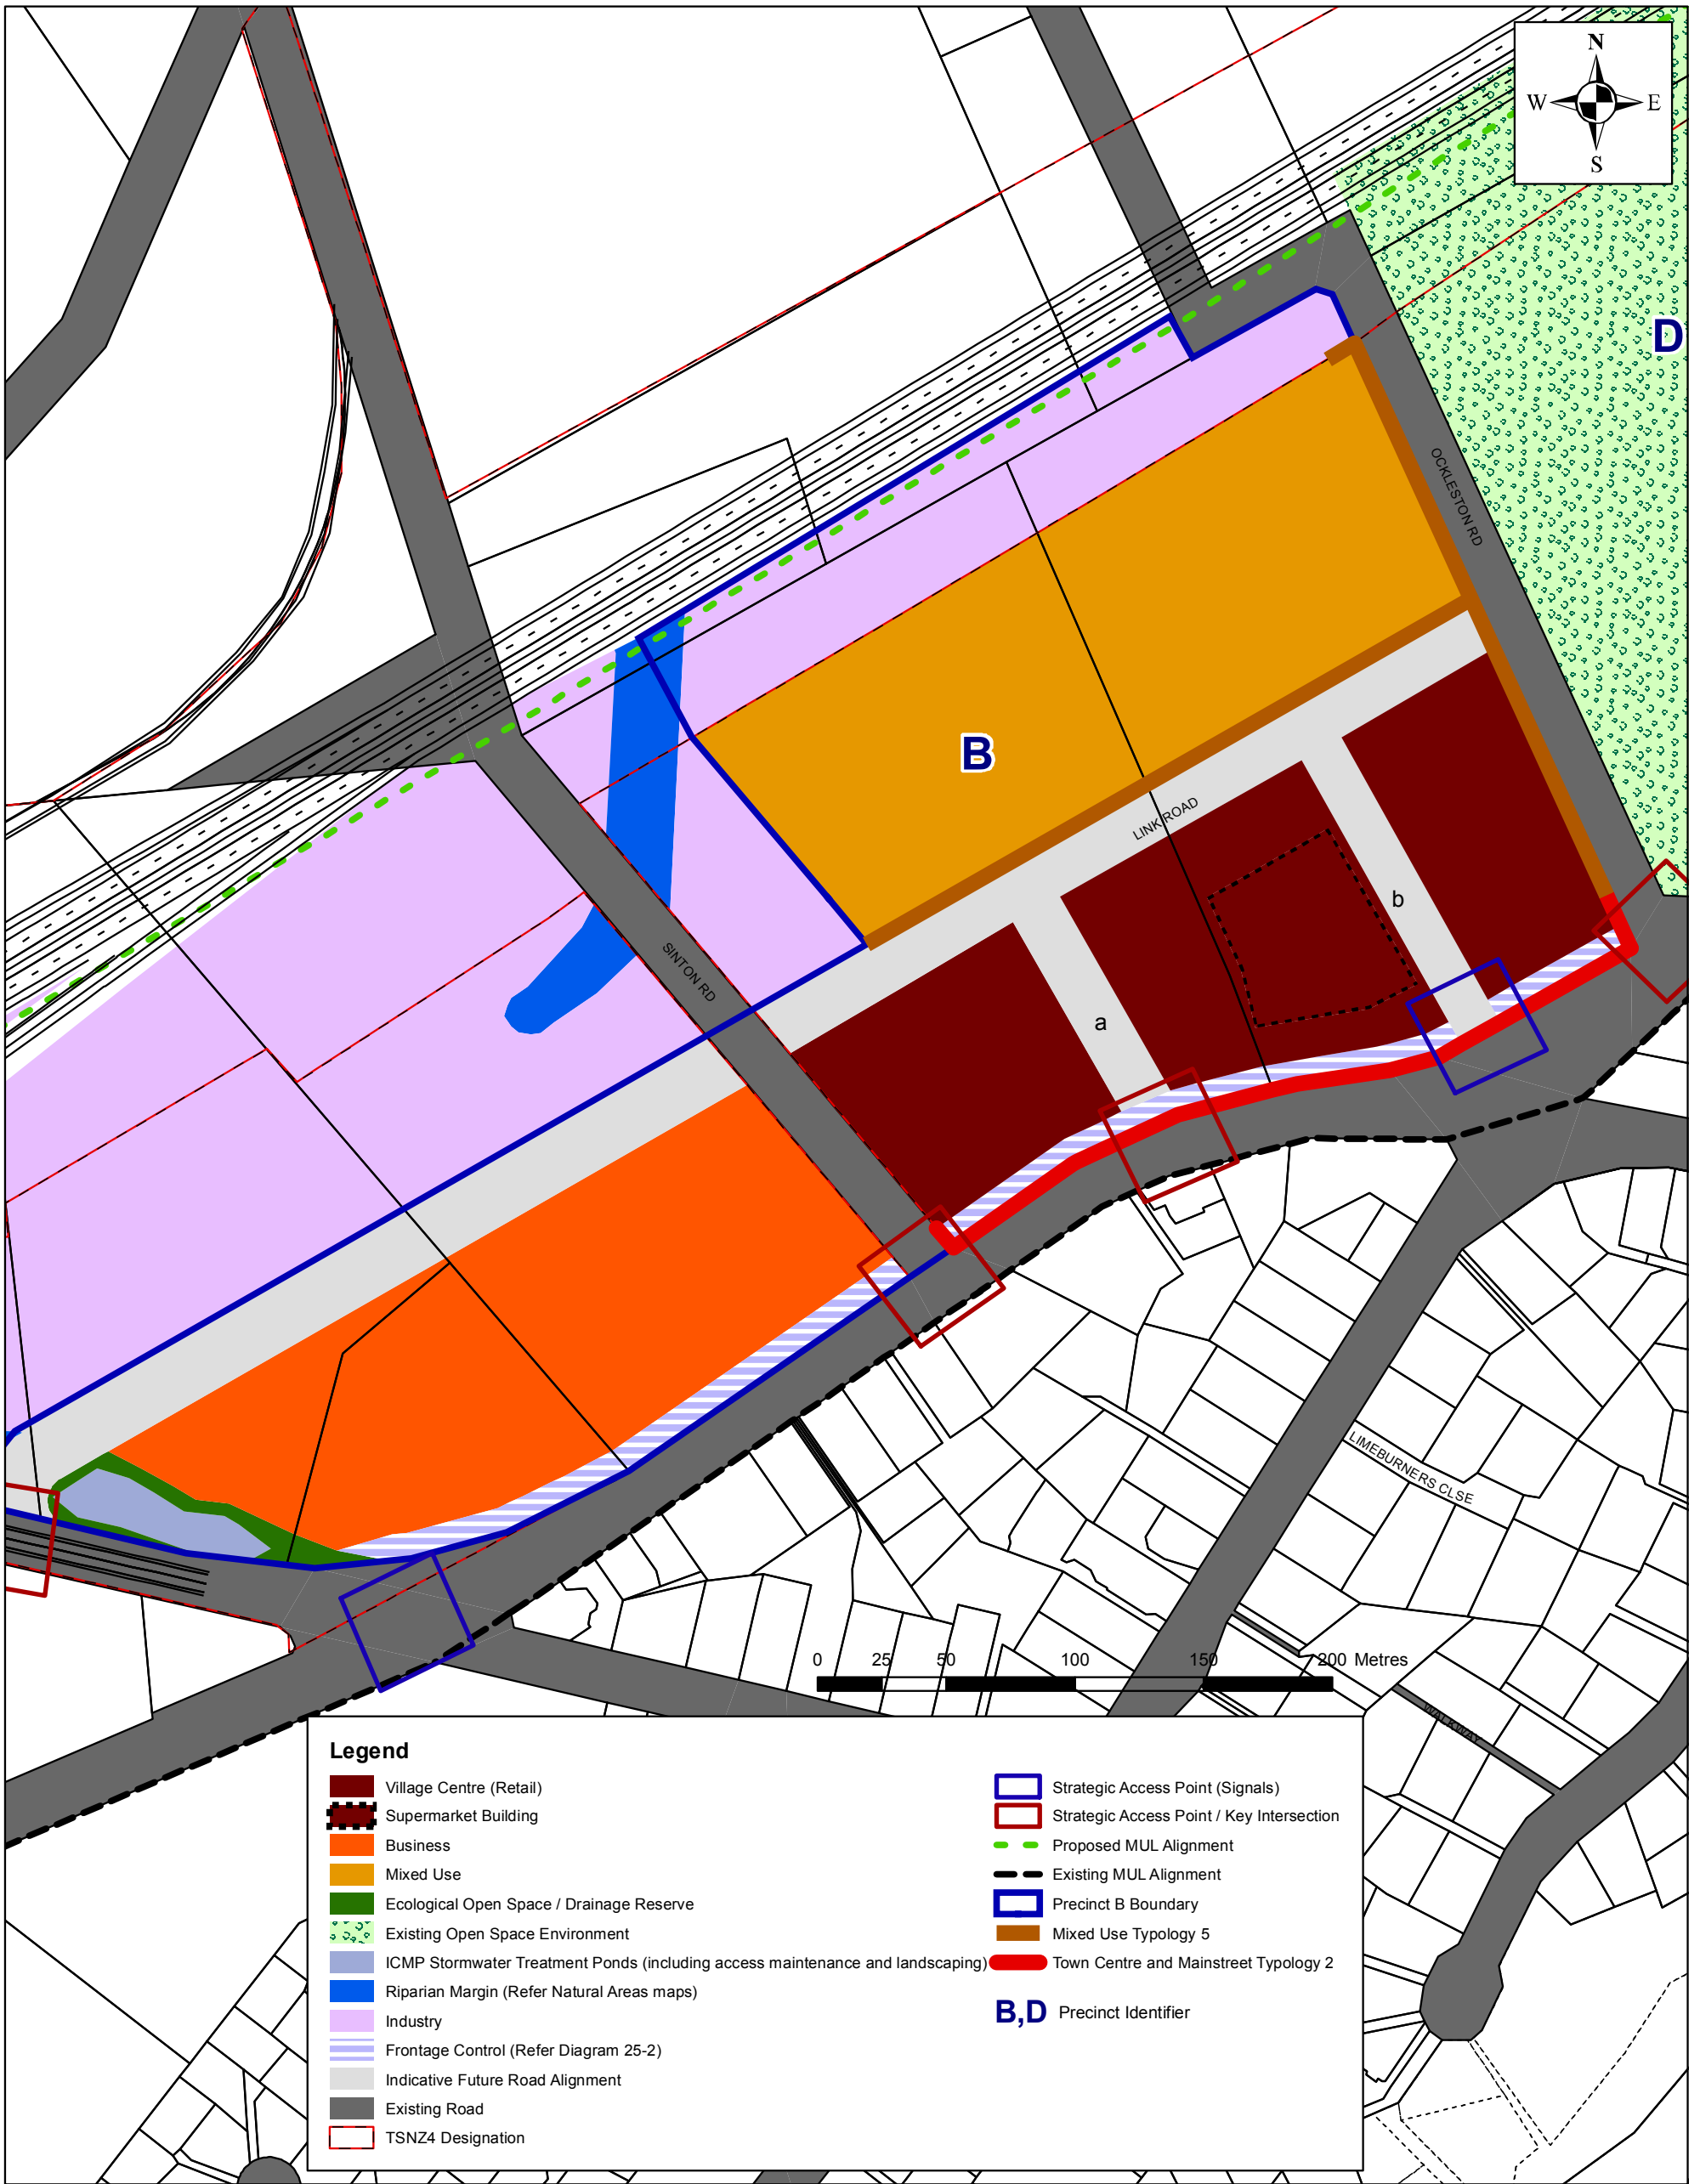 N
W E
S
D
OCKLESTON RD
B
LINK ROAD
b
SINTON RD
a
LIMEBURNERS CLSE
0 25 50 100 150 200 Metres
WALKWAY
Legend
Village Centre (Retail)
Supermarket Building
Business
Mixed Use
Ecological Open Space / Drainage Reserve
Existing Open Space Environment
ICMP Stormwater Treatment Ponds (including access maintenance and landscaping)
Riparian Margin (Refer Natural Areas maps)
Industry
Frontage Control (Refer Diagram 25-2)
Indicative Future Road Alignment
Existing Road
TSNZ4 Designation
Strategic Access Point (Signals)
Strategic Access Point / Key Intersection
Proposed MUL Alignment
Existing MUL Alignment
Precinct B Boundary
Mixed Use Typology 5
Town Centre and Mainstreet Typology 2
B,D Precinct Identifier